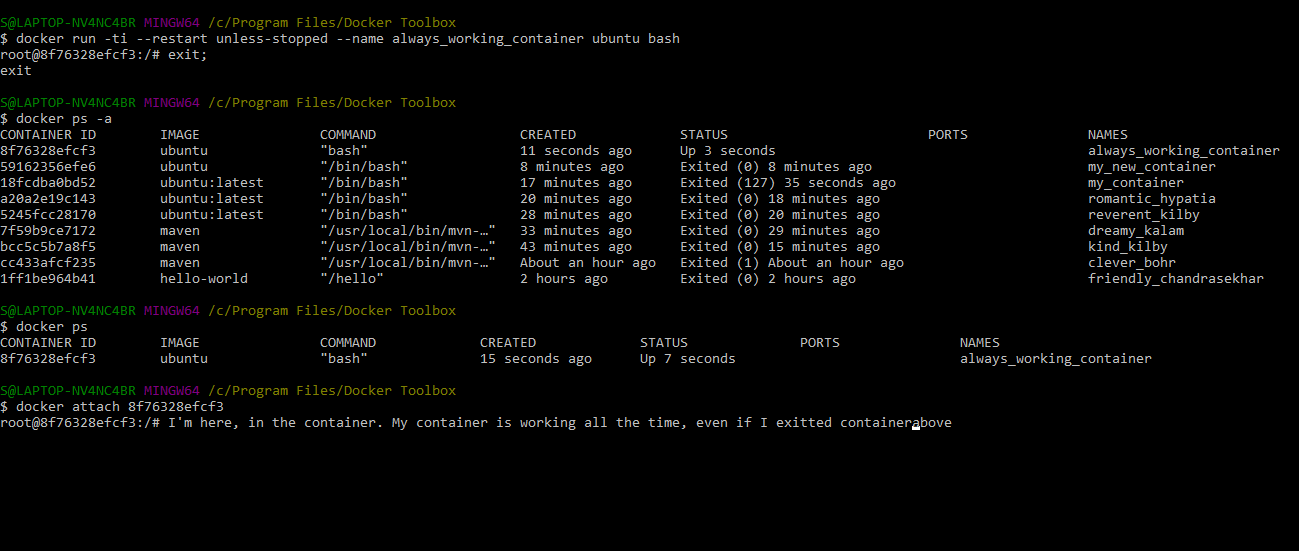 S@LAPTOP-NV4NC4BR MINGW64 /c/Program Files/Docker Toolbox
$ docker run -ti --restart unless-stopped --name always_working_container ubuntu bash
root@8f76328efcf3:/# exit;
exit
S@LAPTOP-NV4NC4BR MINGW64 /c/Program Files/Docker Toolbox
$ docker ps -a
CONTAINER ID IMAGE COMMAND CREATED STATUS PORTS NAMES
8f76328efcf3 ubuntu "bash" 11 seconds ago Up 3 seconds always_working_container
59162356efe6 ubuntu "/bin/bash" 8 minutes ago Exited (0) 8 minutes ago my_new_container
18fcdba0bd52 ubuntu:latest "/bin/bash" 17 minutes ago Exited (127) 35 seconds ago my_container
a20a2e19c143 ubuntu:latest "/bin/bash" 20 minutes ago Exited (0) 18 minutes ago romantic_hypatia
5245fcc28170 ubuntu:latest "/bin/bash" 28 minutes ago Exited (0) 20 minutes ago reverent_kilby
7f59b9ce7172 maven "/usr/local/bin/mvn-…" 33 minutes ago Exited (0) 29 minutes ago dreamy_kalam
bcc5c5b7a8f5 maven "/usr/local/bin/mvn-…" 43 minutes ago Exited (0) 15 minutes ago kind_kilby
cc433afcf235 maven "/usr/local/bin/mvn-…" About an hour ago Exited (1) About an hour ago clever_bohr
1ff1be964b41 hello-world "/hello" 2 hours ago Exited (0) 2 hours ago friendly_chandrasekhar
S@LAPTOP-NV4NC4BR MINGW64 /c/Program Files/Docker Toolbox
$ docker ps
CONTAINER ID IMAGE COMMAND CREATED STATUS PORTS NAMES
8f76328efcf3 ubuntu "bash" 15 seconds ago Up 7 seconds always_working_container
S@LAPTOP-NV4NC4BR MINGW64 /c/Program Files/Docker Toolbox
$ docker attach 8f76328efcf3
root@8f76328efcf3:/# I'm here, in the container. My container is working all the time, even if I exitted containerabove